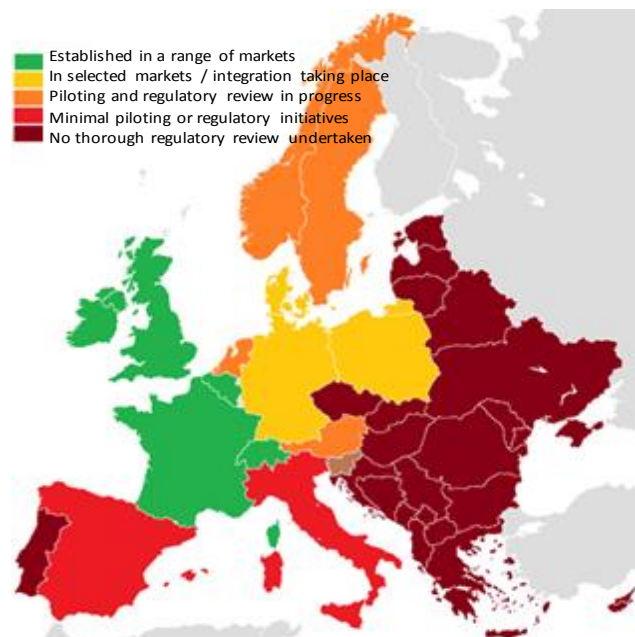 Established in a range of markets
In selected markets / integration taking place
Piloting and regulatory review in progress
Minimal piloting or regulatory initiatives
No thorough regulatory review undertaken